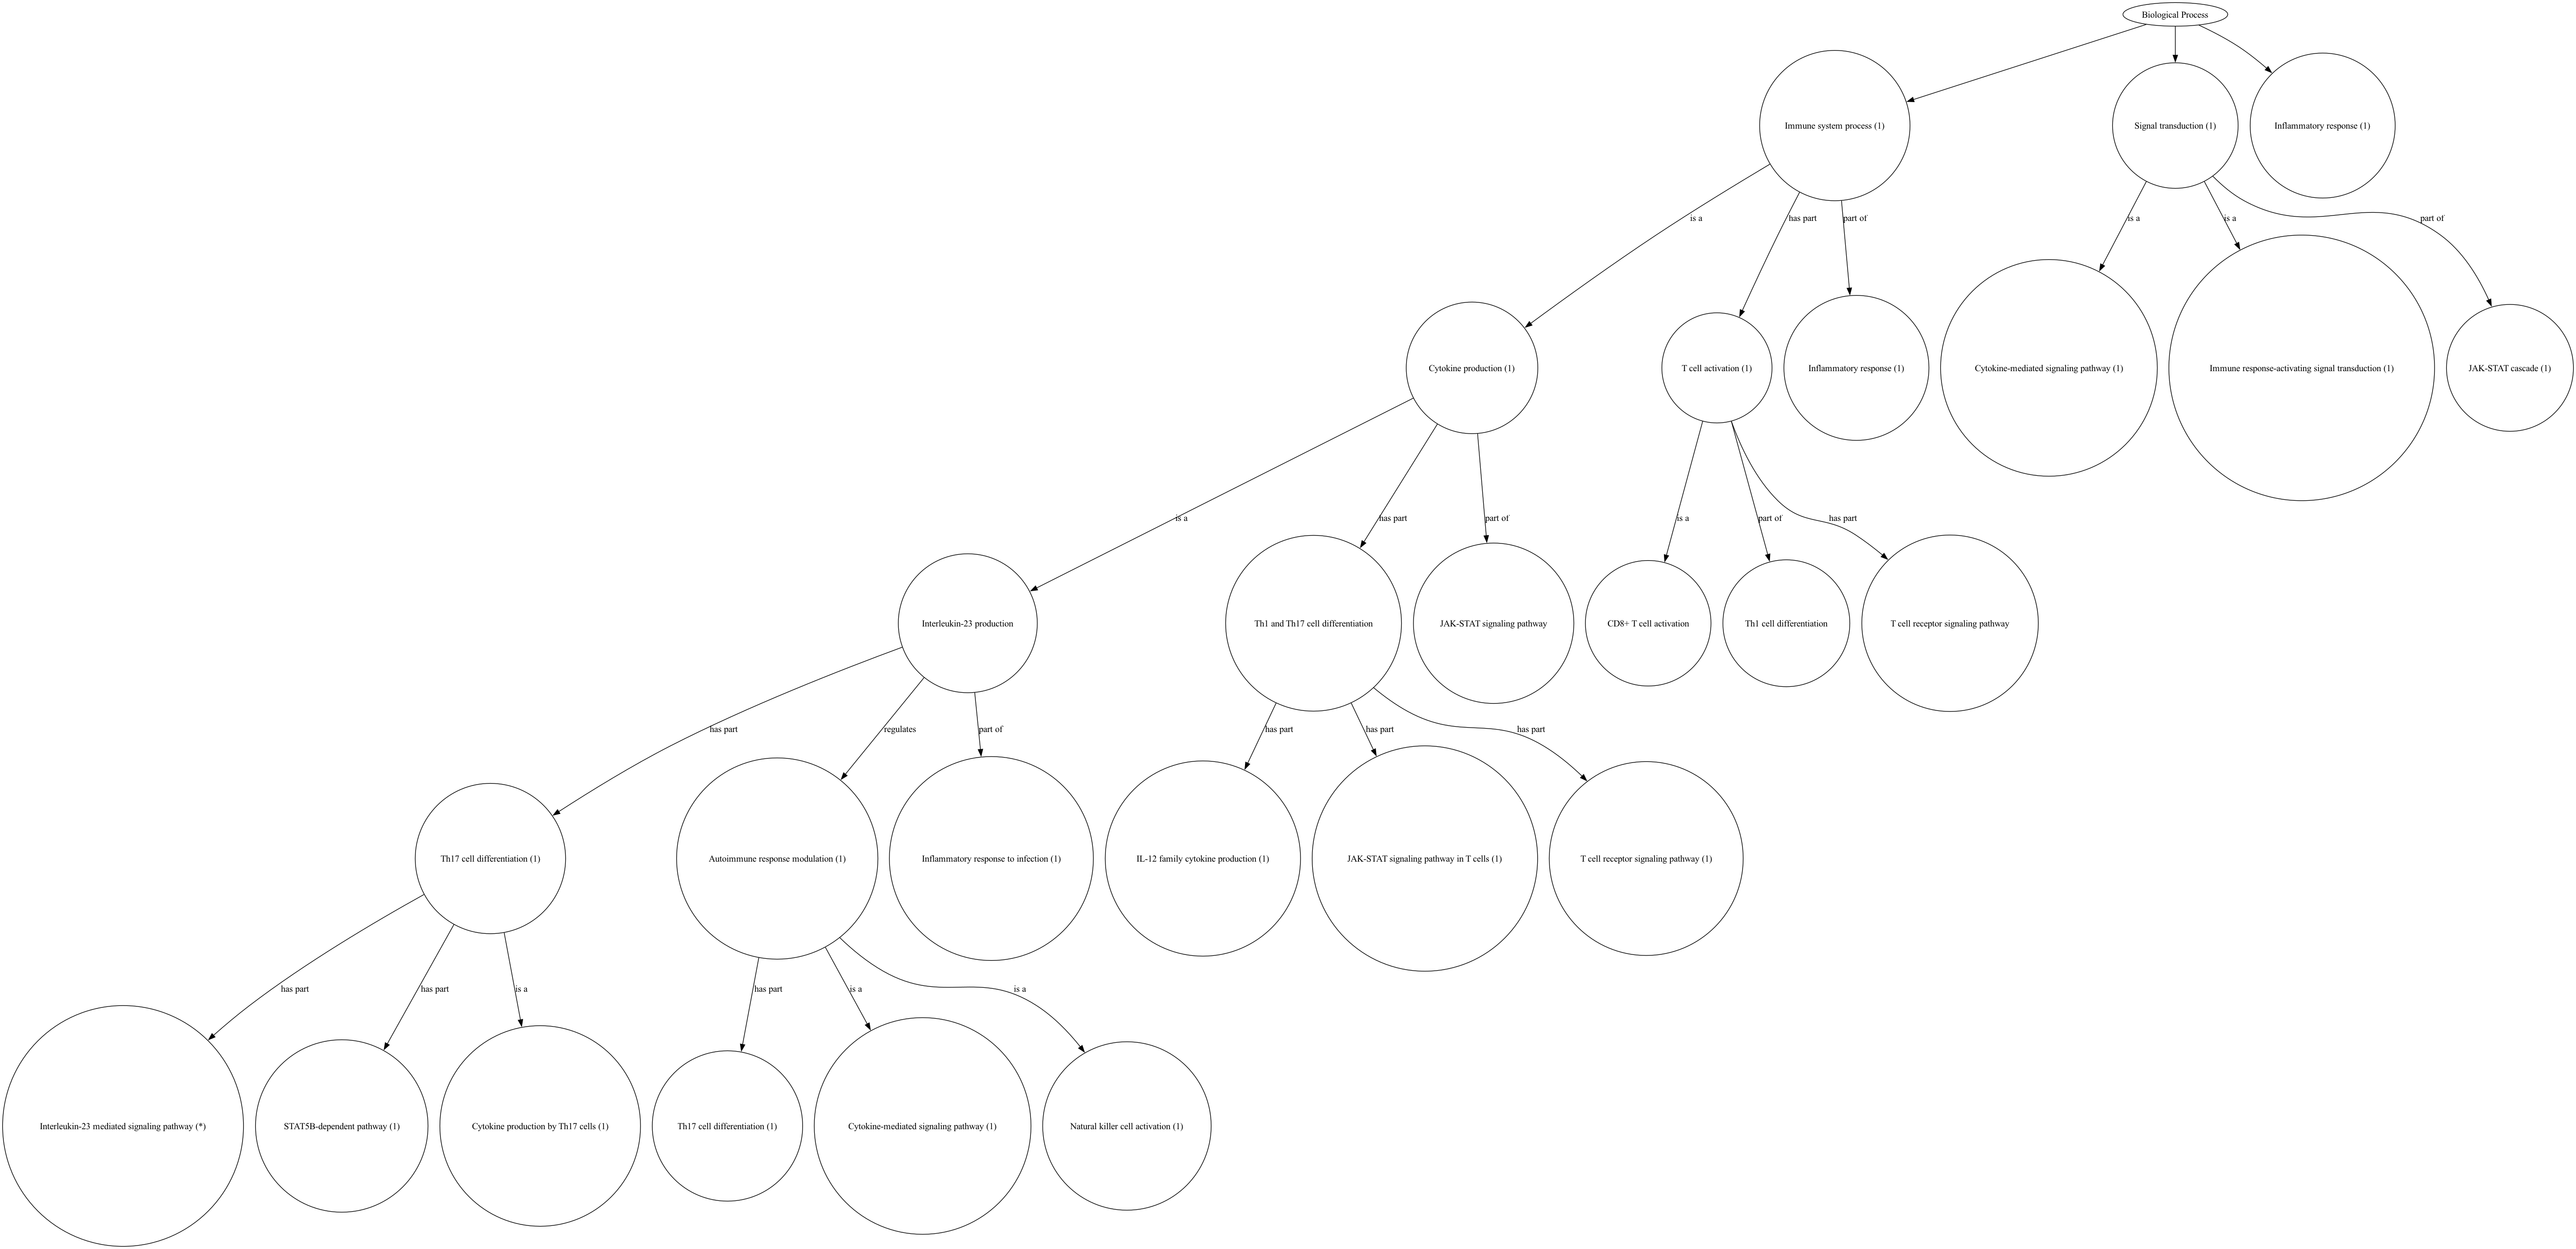 Biological Process
Immune system process (1)
Signal transduction (1)
Inflammatory response (1)
is a
has part
part of
is a
is a
part of
Cytokine production (1)
T cell activation (1)
Inflammatory response (1)
Cytokine-mediated signaling pathway (1)
Immune response-activating signal transduction (1)
JAK-STAT cascade (1)
is a
has part
part of
is a
part of
has part
Interleukin-23 production
Th1 and Th17 cell differentiation
JAK-STAT signaling pathway
CD8+ T cell activation
Th1 cell differentiation
T cell receptor signaling pathway
has part
regulates
part of
has part
has part
has part
Th17 cell differentiation (1)
Autoimmune response modulation (1)
Inflammatory response to infection (1)
IL-12 family cytokine production (1)
JAK-STAT signaling pathway in T cells (1)
T cell receptor signaling pathway (1)
has part
has part
is a
has part
is a
is a
Interleukin-23 mediated signaling pathway (*)
STAT5B-dependent pathway (1)
Cytokine production by Th17 cells (1)
Th17 cell differentiation (1)
Cytokine-mediated signaling pathway (1)
Natural killer cell activation (1)